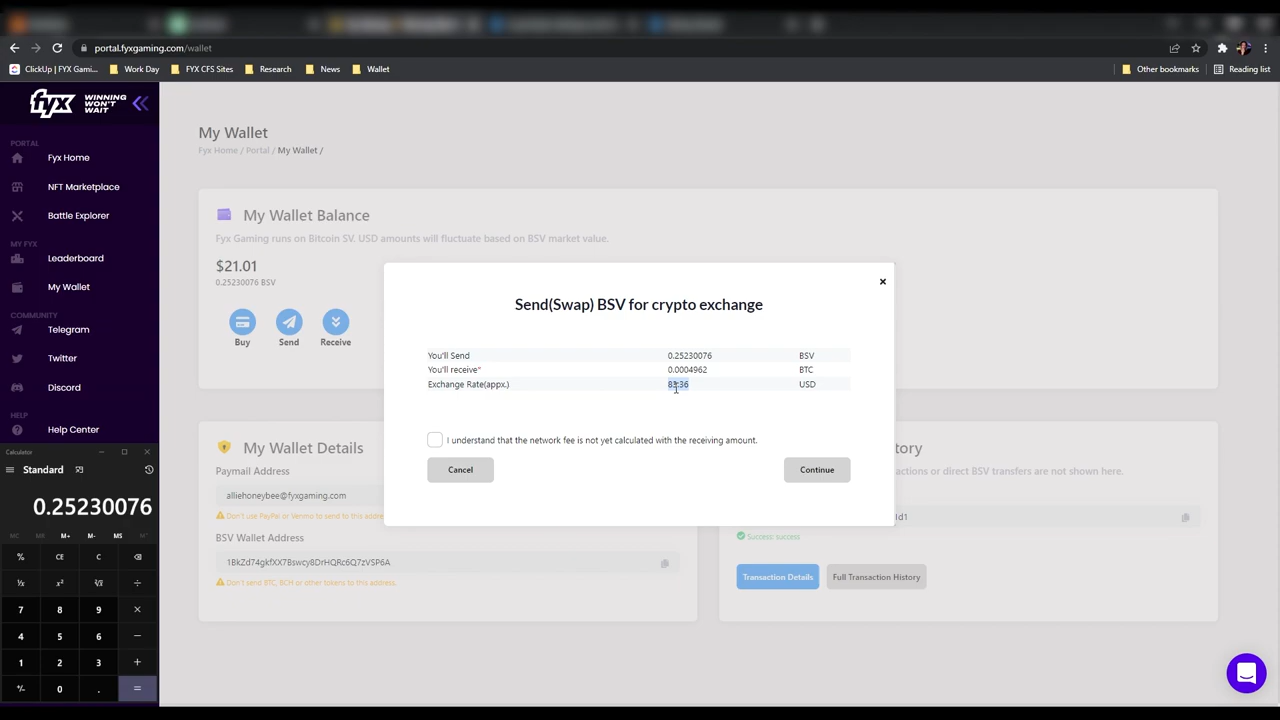 portal.fyxgaming.com/wallet
ClickUp | FYX Gami...
Work Day
FYX CFS Sites
Research
News
Wallet
Other bookmarks
Reading list
fyx
WINNING
WON'T
WAIT
PORTAL
Fyx Home
NFT Marketplace
Battle Explorer
MY FYX
Leaderboard
My Wallet
COMMUNITY
Telegram
Twitter
Discord
HELP
Help Center
My Wallet
Fyx Home / Portal / My Wallet /
My Wallet Balance
Fyx Gaming runs on Bitcoin SV. USD amounts will fluctuate based on BSV market value.
$21.01
0.25230076 BSV
Buy
Send
Receive
Send(Swap) BSV for crypto exchange
You'll Send 0.25230076 BSV
You'll receive* 0.0004962 BTC
Exchange Rate(appx.) USD
I understand that the network fee is not yet calculated with the receiving amount.
Cancel
Continue
My Wallet Details
Paymail Address
alliehoneybee@fyxgaming.com
Don't use PayPal or Venmo to send to this addre
BSV Wallet Address
1BkZd74gkfXX7Bswcy8DrHQRc6Q7zVSP6A
Don't send BTC, BCH or other tokens to this address.
tory
actions or direct BSV transfers are not shown here.
Success: success
Transaction Details
Full Transaction History
Calculator
Standard
0.25230076
MC MR M+ M- MS M˅
% CE C
¹⁄ₓ x² ²√x ÷
7 8 9 ×
4 5 6 −
1 2 3 +
+/− 0 . =